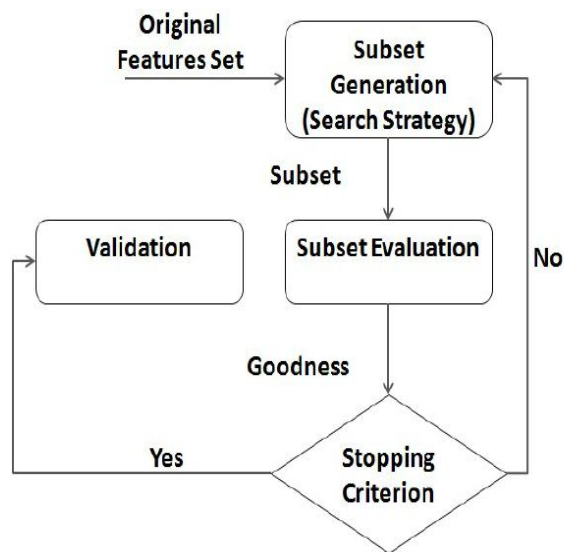 Original
Features Set
Subset
Generation
(Search Strategy)
Subset
Validation
Subset Evaluation
No
Goodness
Yes
Stopping
Criterion